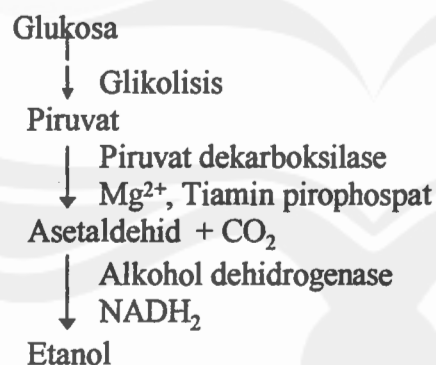 Glukosa
Glikolisis
Piruvat
Piruvat dekarboksilase
Mg²⁺, Tiamin pirophospat
Asetaldehid + CO₂
Alkohol dehidrogenase
NADH₂
Etanol